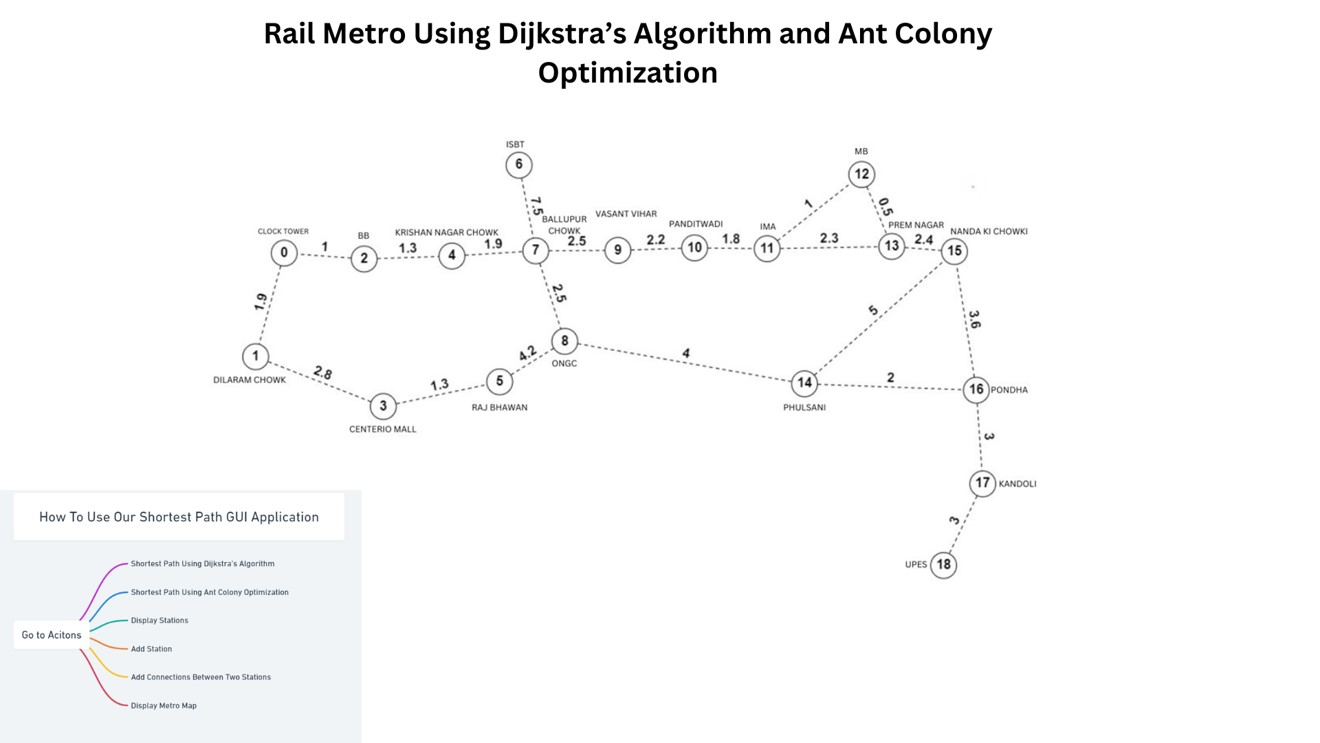 Rail Metro Using Dijkstra’s Algorithm and Ant Colony
Optimization
ISBT
6
7.5
MB
12
1
0.5
CLOCK TOWER
0
1
BB
2
1.3
KRISHAN NAGAR CHOWK
4
1.9
BALLUPUR
CHOWK
7
2.5
VASANT VIHAR
9
2.2
PANDITWADI
10
1.8
IMA
11
2.3
PREM NAGAR
13
2.4
NANDA KI CHOWKI
15
1.9
2.5
5
3.6
1
DILARAM CHOWK
2.8
3
CENTERIO MALL
1.3
5
RAJ BHAWAN
4.2
8
ONGC
4
14
PHULSANI
2
16
PONDHA
3
17
KANDOLI
3
UPES
18
How To Use Our Shortest Path GUI Application
Go to Acitons
Shortest Path Using Dijkstra's Algorithm
Shortest Path Using Ant Colony Optimization
Display Stations
Add Station
Add Connections Between Two Stations
Display Metro Map